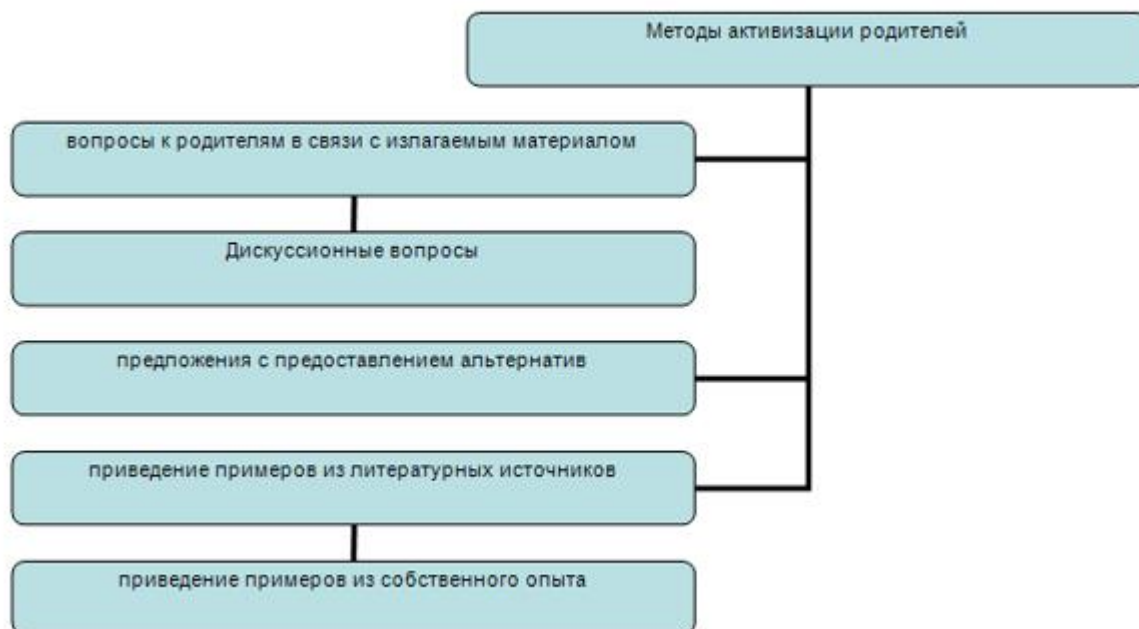 Методы активизации родителей
вопросы к родителям в связи с излагаемым материалом
Дискуссионные вопросы
предложения с предоставлением альтернатив
приведение примеров из литературных источников
приведение примеров из собственного опыта